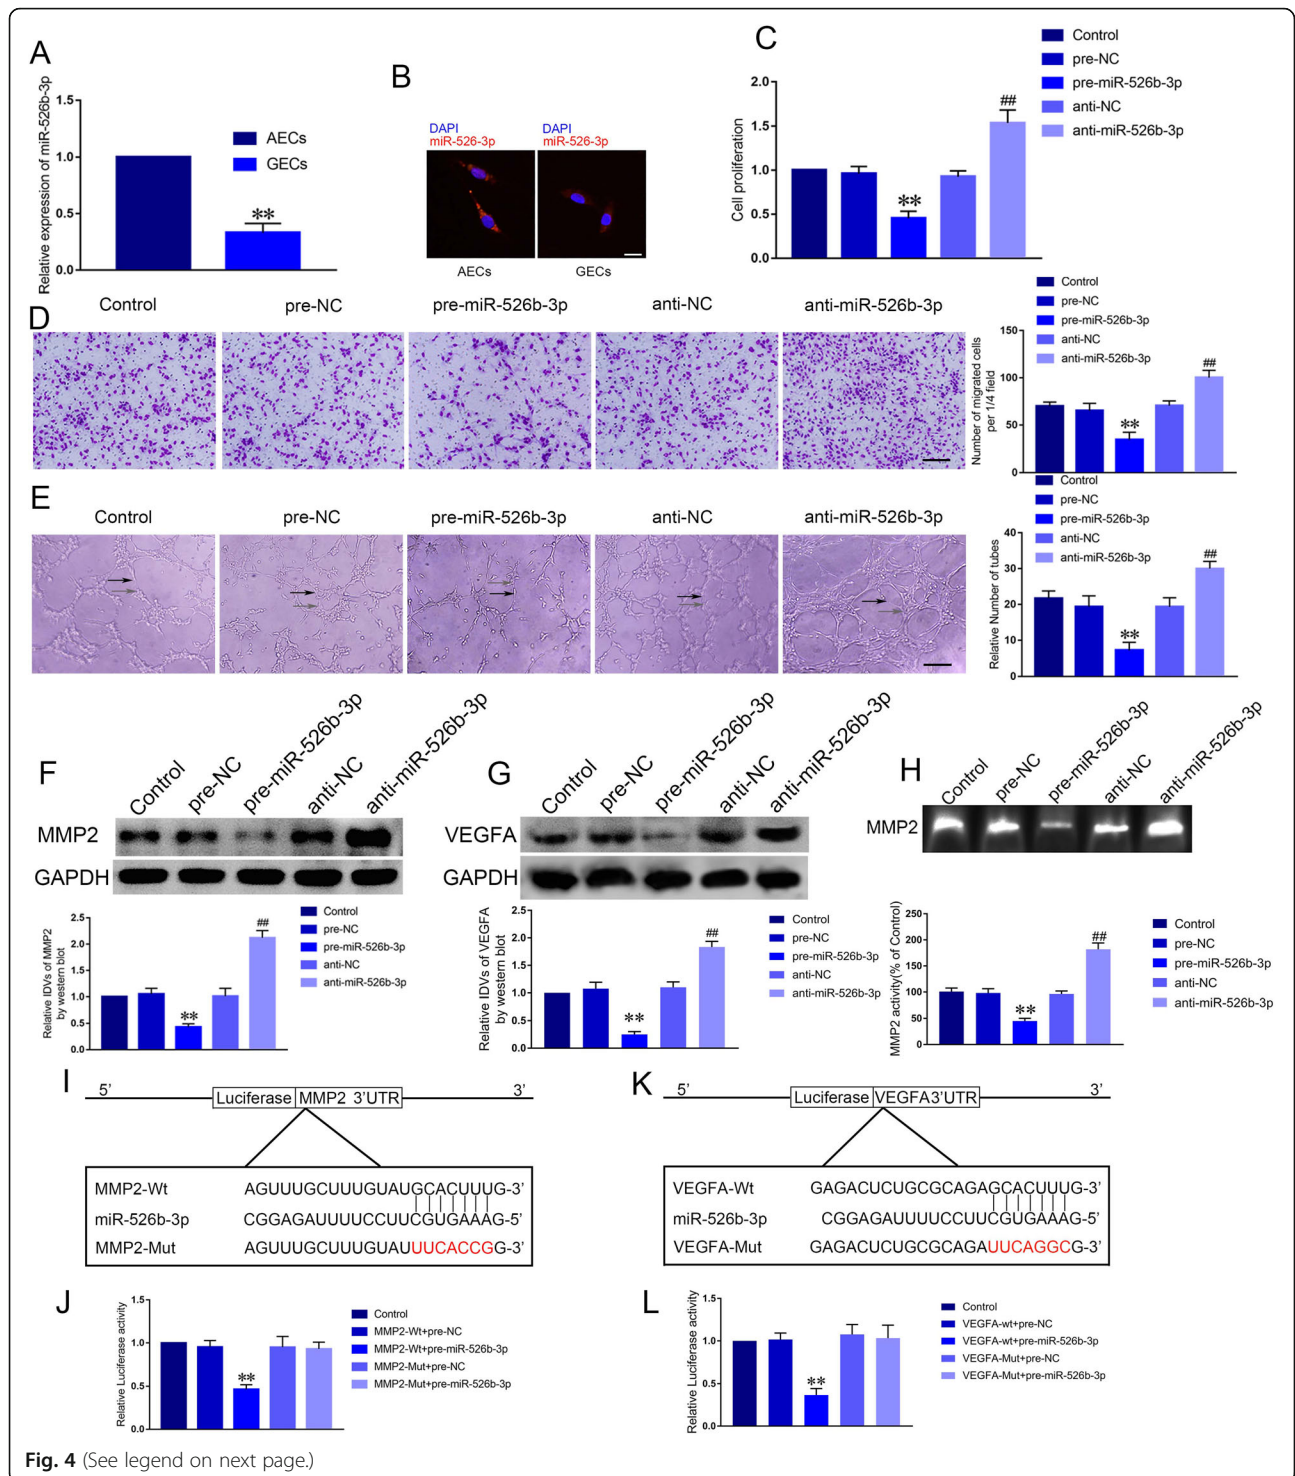 A
Relative expression of miR-526b-3p
1.5
1.0
0.5
0.0
AECs
GECs
**
B
DAPI
miR-526-3p
DAPI
miR-526-3p
AECs
GECs
C
Cell proliferation
2.0
1.5
1.0
0.5
0.0
**
##
Control
pre-NC
pre-miR-526b-3p
anti-NC
anti-miR-526b-3p
D
Control
pre-NC
pre-miR-526b-3p
anti-NC
anti-miR-526b-3p
Control
pre-NC
pre-miR-526b-3p
anti-NC
anti-miR-526b-3p
Number of migrated cells
per 1/4 field
150
100
50
0
**
##
E
Control
pre-NC
pre-miR-526b-3p
anti-NC
anti-miR-526b-3p
Control
pre-NC
pre-miR-526b-3p
anti-NC
anti-miR-526b-3p
Relative Number of tubes
40
30
20
10
0
**
##
F
Control
pre-NC
pre-miR-526b-3p
anti-NC
anti-miR-526b-3p
MMP2
GAPDH
Relative IDVs of MMP2
by western blot
2.5
2.0
1.5
1.0
0.5
0.0
**
##
Control
pre-NC
pre-miR-526b-3p
anti-NC
anti-miR-526b-3p
G
Control
pre-NC
pre-miR-526b-3p
anti-NC
anti-miR-526b-3p
VEGFA
GAPDH
Relative IDVs of VEGFA
by western blot
2.5
2.0
1.5
1.0
0.5
0.0
**
##
Control
pre-NC
pre-miR-526b-3p
anti-NC
anti-miR-526b-3p
H
Control
pre-NC
pre-miR-526b-3p
anti-NC
anti-miR-526b-3p
MMP2
MMP2 activity(% of Control)
250
200
150
100
50
0
**
##
Control
pre-NC
pre-miR-526b-3p
anti-NC
anti-miR-526b-3p
I
5’
Luciferase MMP2 3’UTR
3’
MMP2-Wt AGUUUGCUUUGUAUGCACUUUG-3’
miR-526b-3p CGGAGAUUUUCCUUCGUGAAAG-5’
MMP2-Mut AGUUUGCUUUGUAUUUCACCGG-3’
K
5’
Luciferase VEGFA3’UTR
3’
VEGFA-Wt GAGACUCUGCGCAGAGCACUUUG-3’
miR-526b-3p CGGAGAUUUUCCUUCGUGAAAG-5’
VEGFA-Mut GAGACUCUGCGCAGAUUCAGGCG-3’
J
Relative Luciferase activity
1.5
1.0
0.5
0.0
**
Control
MMP2-Wt+pre-NC
MMP2-Wt+pre-miR-526b-3p
MMP2-Mut+pre-NC
MMP2-Mut+pre-miR-526b-3p
L
Relative Luciferase activity
1.5
1.0
0.5
0.0
**
Control
VEGFA-wt+pre-NC
VEGFA-wt+pre-miR-526b-3p
VEGFA-Mut+pre-NC
VEGFA-Mut+pre-miR-526b-3p
Fig. 4 (See legend on next page.)